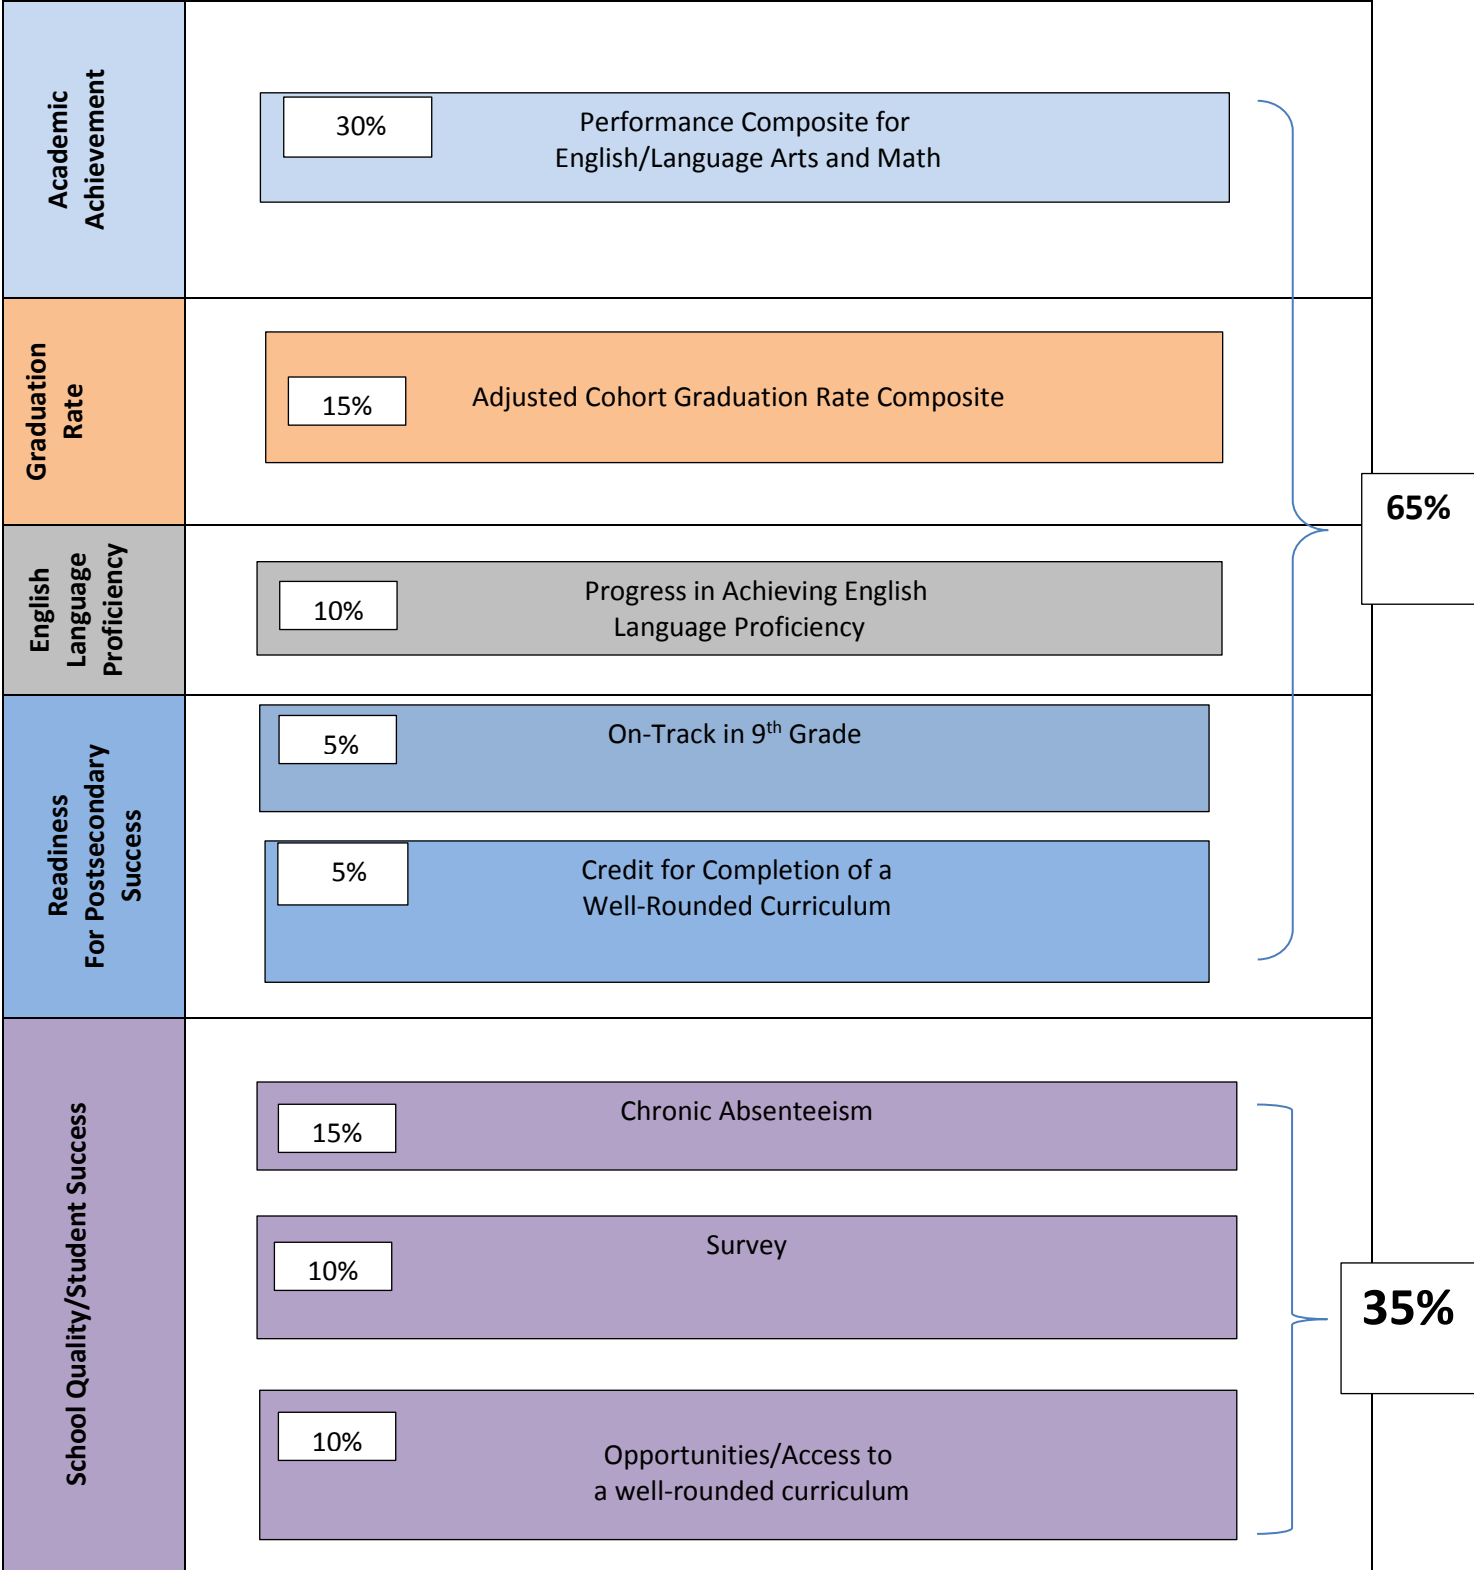 Academic
Achievement
30%
Performance Composite for
English/Language Arts and Math
Graduation
Rate
15%
Adjusted Cohort Graduation Rate Composite
65%
English
Language
Proficiency
10%
Progress in Achieving English
Language Proficiency
Readiness
For Postsecondary
Success
5%
On-Track in 9th Grade
5%
Credit for Completion of a
Well-Rounded Curriculum
School Quality/Student Success
15%
Chronic Absenteeism
10%
Survey
35%
10%
Opportunities/Access to
a well-rounded curriculum